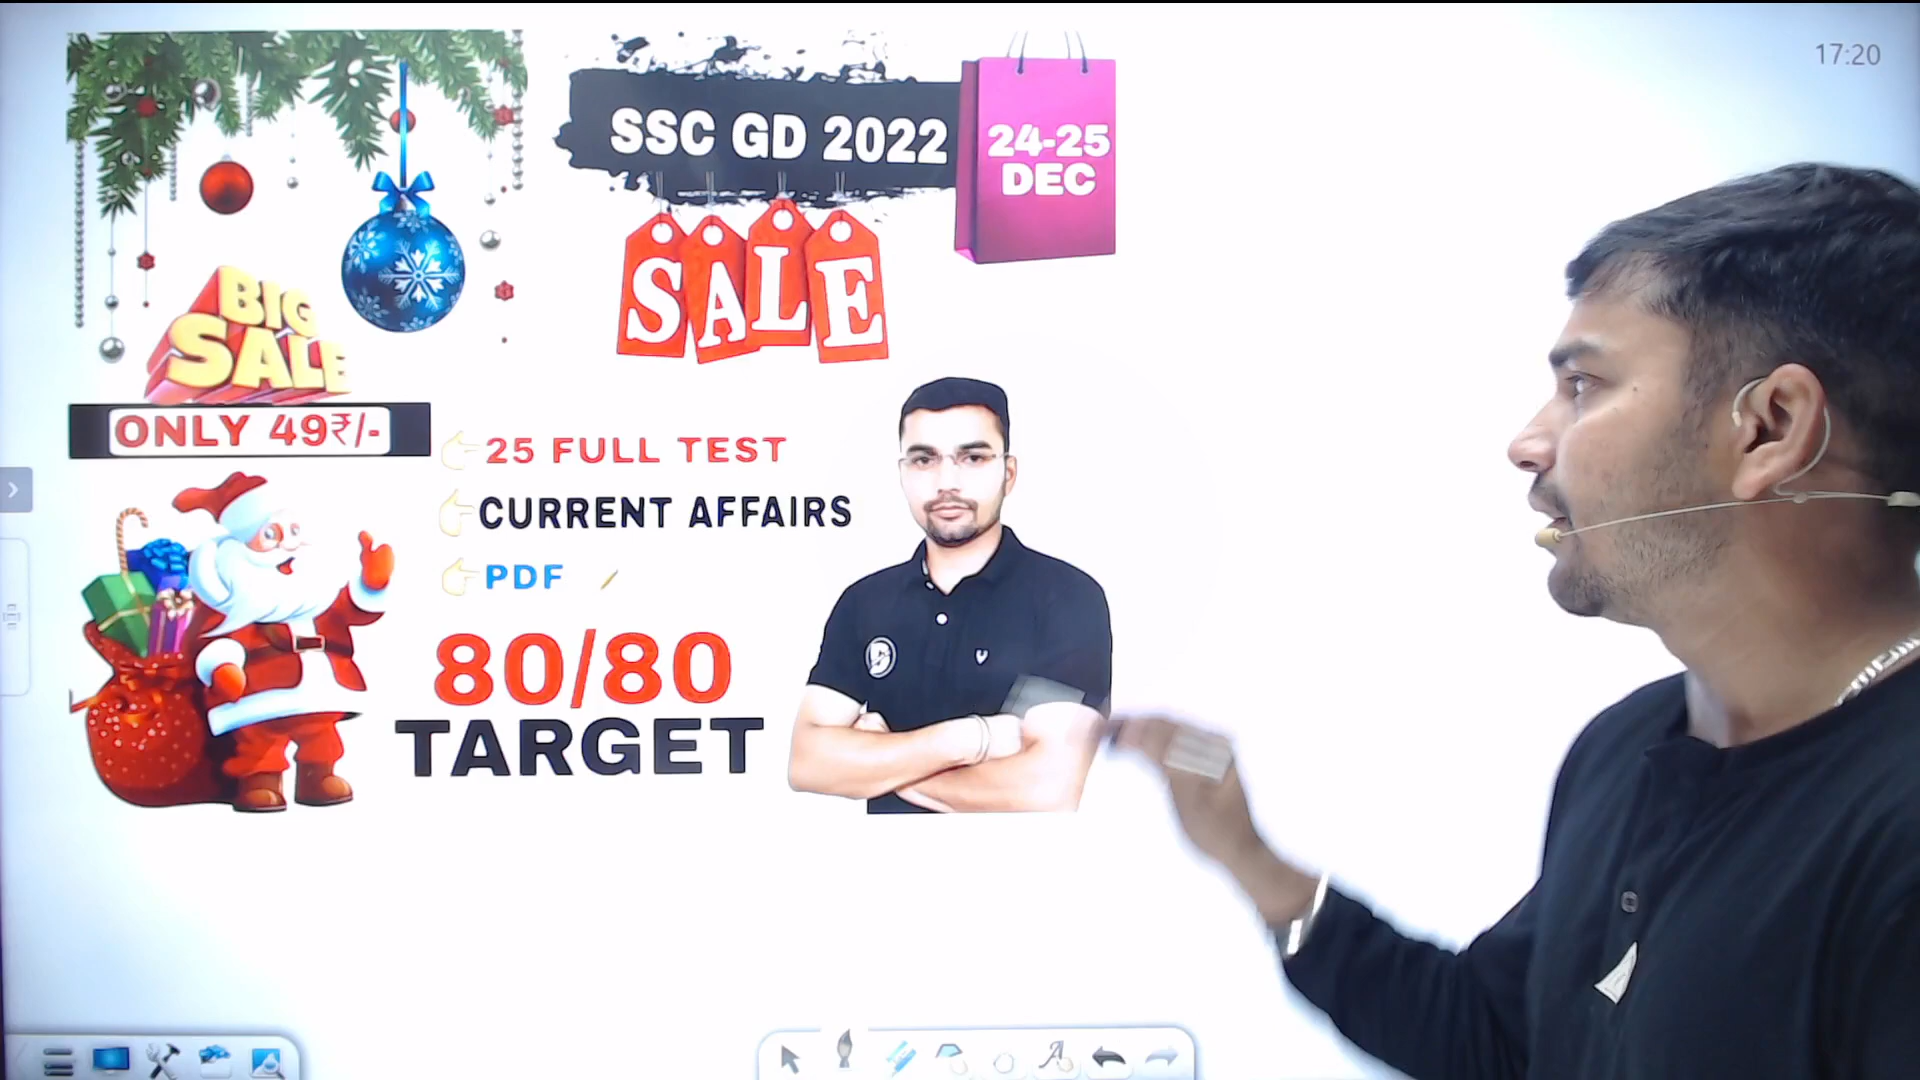 17:20
SSC GD 2022
24-25
DEC
SALE
BIG
SALE
ONLY 49₹/-
25 FULL TEST
CURRENT AFFAIRS
PDF
80/80
TARGET